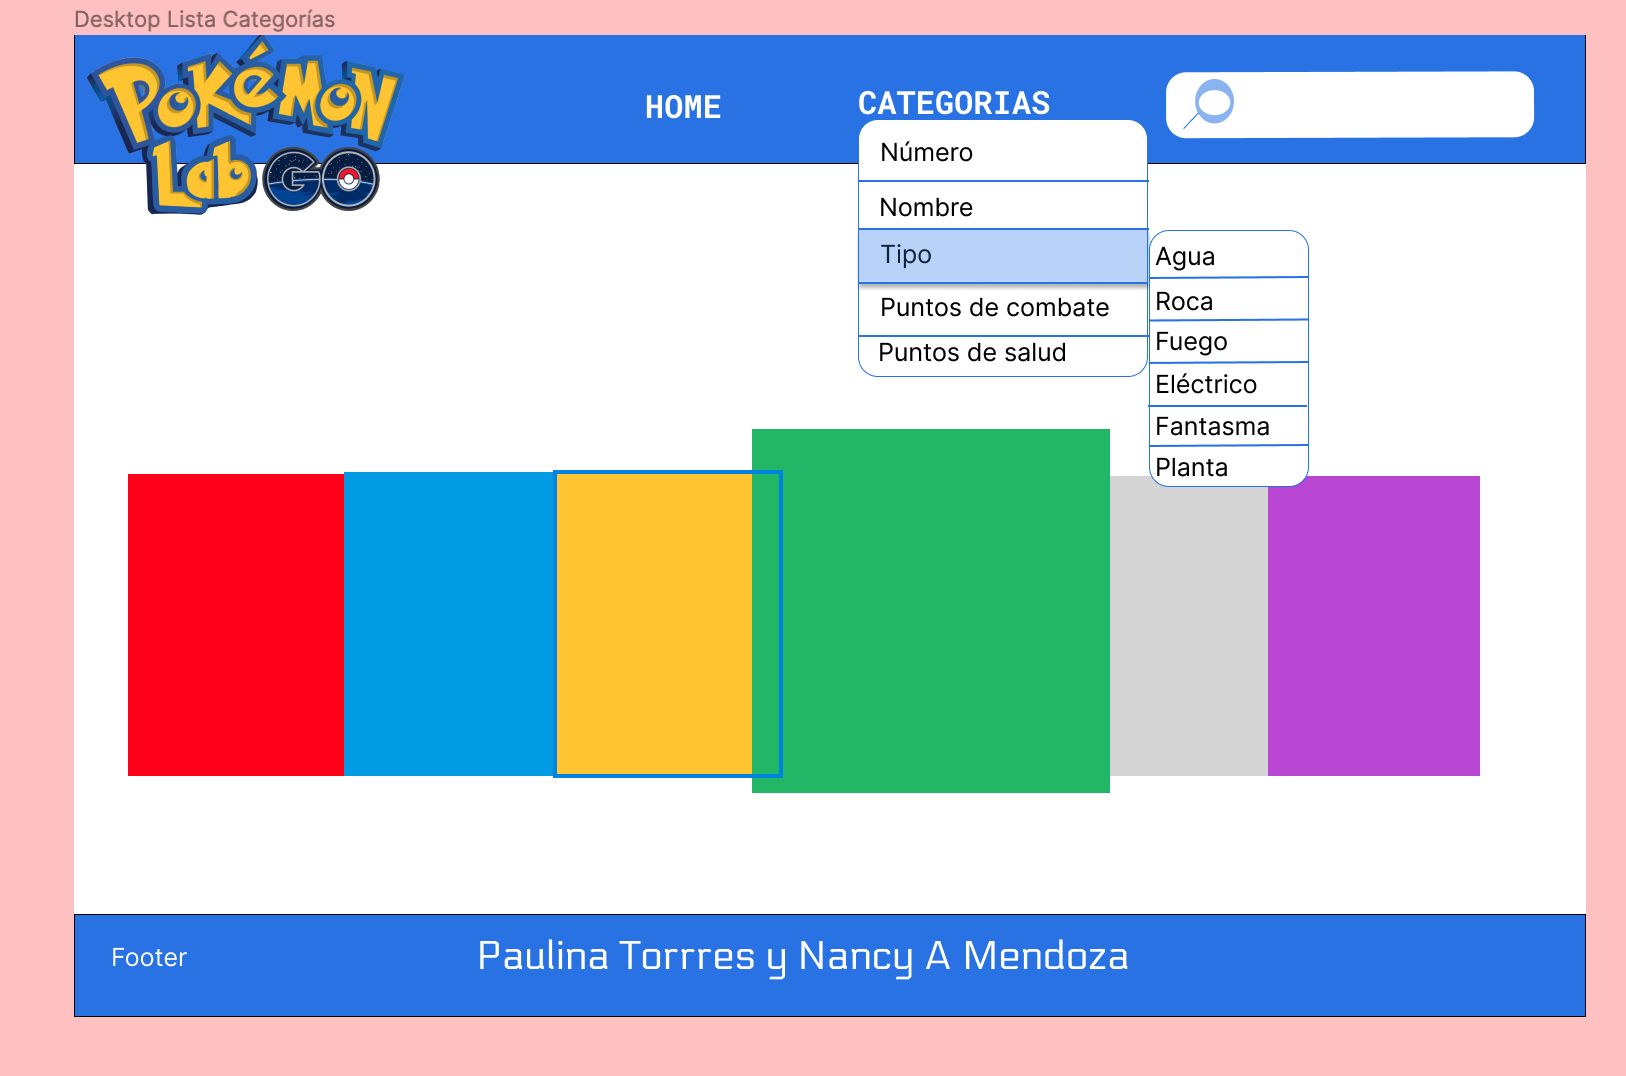 Desktop Lista Categorías
POKéMON
Lab GO
HOME
CATEGORIAS
Número
Nombre
Tipo
Puntos de combate
Puntos de salud
Agua
Roca
Fuego
Eléctrico
Fantasma
Planta
Footer
Paulina Torrres y Nancy A Mendoza